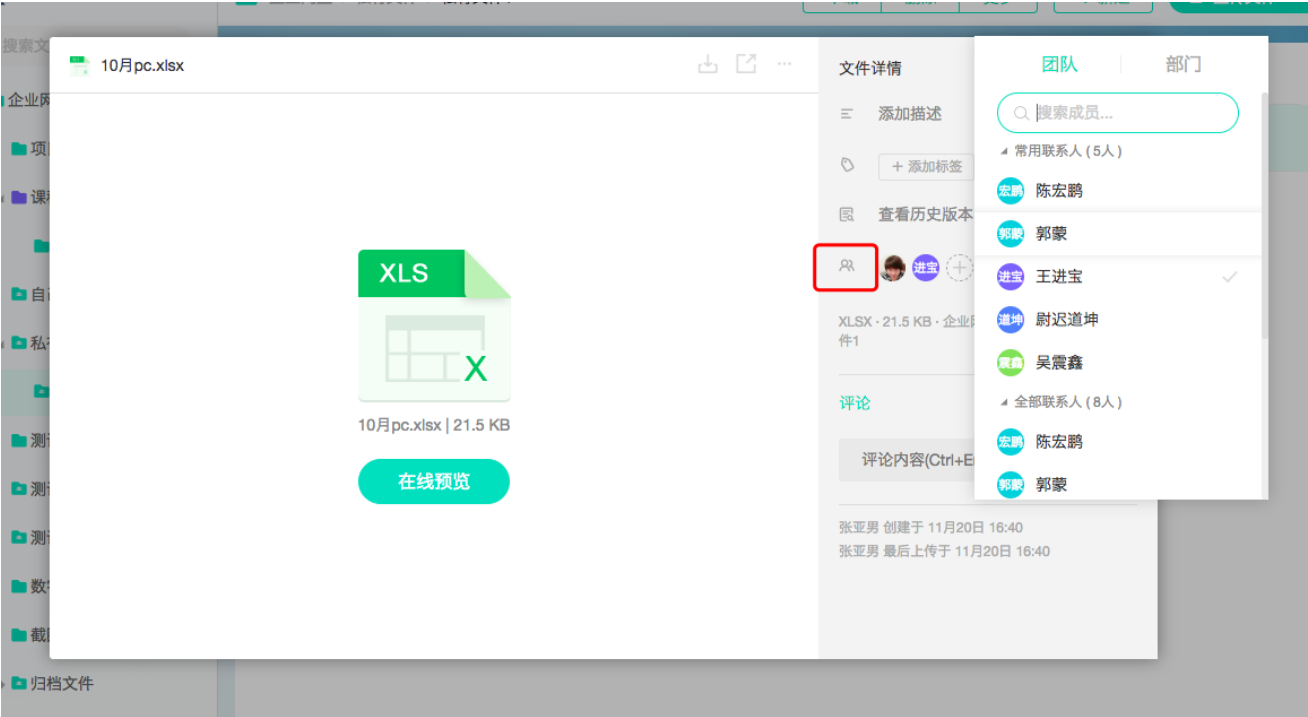 搜索文
企业网
项
课
自
私
测
测
测
数
截
归档文件
10月pc.xlsx
XLS
X
10月pc.xlsx | 21.5 KB
在线预览
文件详情
添加描述
+ 添加标签
查看历史版本
进宝
XLSX · 21.5 KB · 企业网
件1
评论
评论内容(Ctrl+E
张亚男 创建于 11月20日 16:40
张亚男 最后上传于 11月20日 16:40
团队
部门
搜索成员...
常用联系人 ( 5人 )
宏鹏 陈宏鹏
郭蒙 郭蒙
进宝 王进宝
道坤 尉迟道坤
震鑫 吴震鑫
全部联系人 ( 8人 )
宏鹏 陈宏鹏
郭蒙 郭蒙